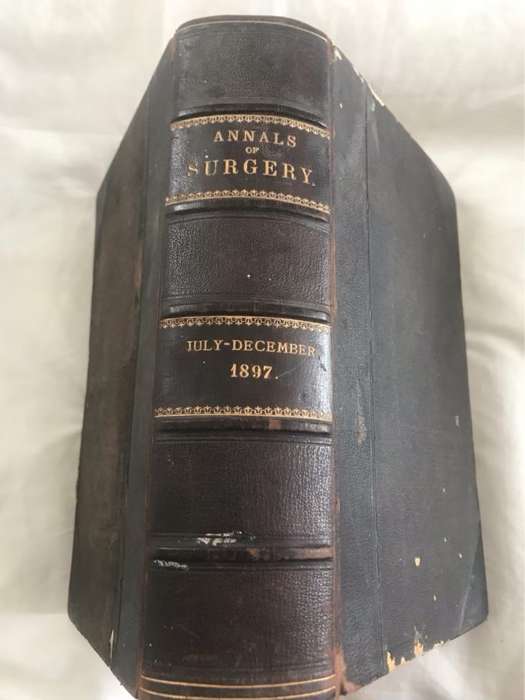 ANNALS
OF
SURGERY.
JULY-DECEMBER
1897.